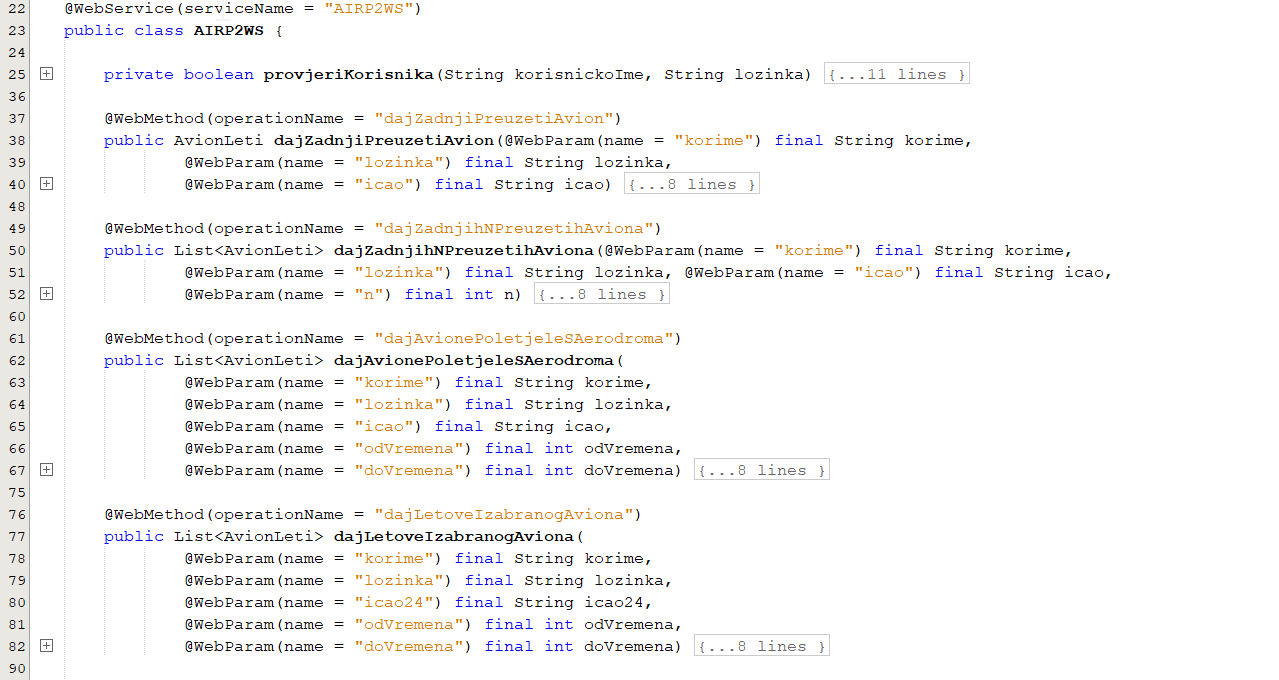 22 @WebService(serviceName = "AIRP2WS")
23 public class AIRP2WS {
24
25 private boolean provjeriKorisnika(String korisnickoIme, String lozinka) {...11 lines }
36
37 @WebMethod(operationName = "dajZadnjiPreuzetiAvion")
38 public AvionLeti dajZadnjiPreuzetiAvion(@WebParam(name = "korime") final String korime,
39 @WebParam(name = "lozinka") final String lozinka,
40 @WebParam(name = "icao") final String icao) {...8 lines }
48
49 @WebMethod(operationName = "dajZadnjihNPreuzetihAviona")
50 public List<AvionLeti> dajZadnjihNPreuzetihAviona(@WebParam(name = "korime") final String korime,
51 @WebParam(name = "lozinka") final String lozinka, @WebParam(name = "icao") final String icao,
52 @WebParam(name = "n") final int n) {...8 lines }
60
61 @WebMethod(operationName = "dajAvionePoletjeleSAerodroma")
62 public List<AvionLeti> dajAvionePoletjeleSAerodroma(
63 @WebParam(name = "korime") final String korime,
64 @WebParam(name = "lozinka") final String lozinka,
65 @WebParam(name = "icao") final String icao,
66 @WebParam(name = "odVremena") final int odVremena,
67 @WebParam(name = "doVremena") final int doVremena) {...8 lines }
75
76 @WebMethod(operationName = "dajLetoveIzabranogAviona")
77 public List<AvionLeti> dajLetoveIzabranogAviona(
78 @WebParam(name = "korime") final String korime,
79 @WebParam(name = "lozinka") final String lozinka,
80 @WebParam(name = "icao24") final String icao24,
81 @WebParam(name = "odVremena") final int odVremena,
82 @WebParam(name = "doVremena") final int doVremena) {...8 lines }
90